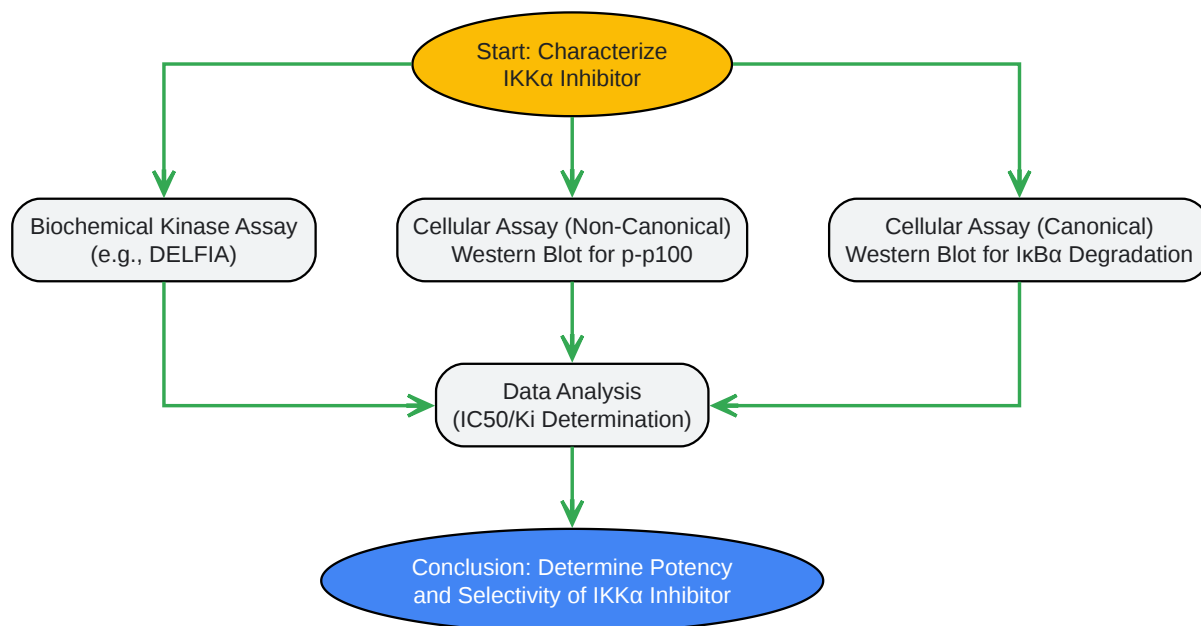 Start: Characterize
IKKα Inhibitor
Biochemical Kinase Assay
(e.g., DELFIA)
Cellular Assay (Non-Canonical)
Western Blot for p-p100
Cellular Assay (Canonical)
Western Blot for IκBα Degradation
Data Analysis
(IC50/Ki Determination)
Conclusion: Determine Potency
and Selectivity of IKKα Inhibitor